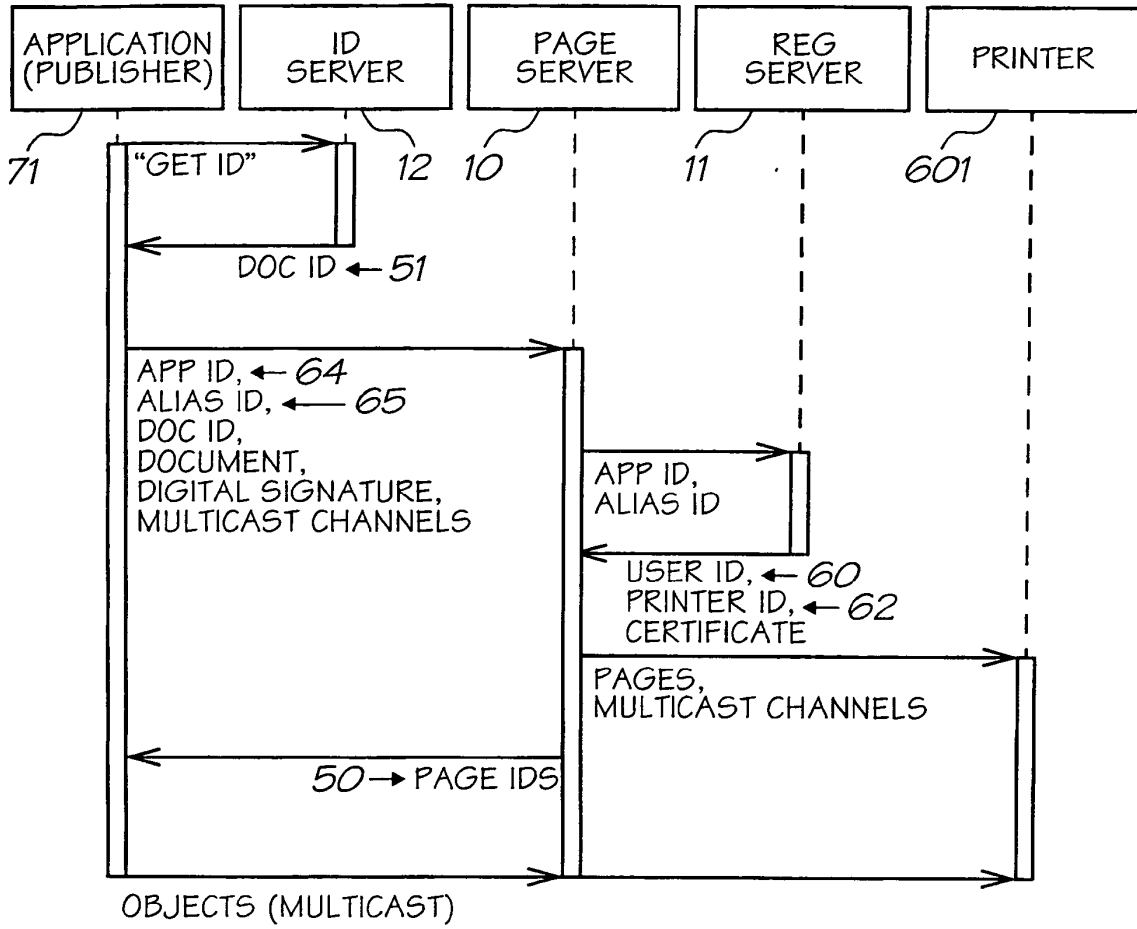 APPLICATION
(PUBLISHER)
ID
SERVER
PAGE
SERVER
REG
SERVER
PRINTER
71
12
10
11
601
"GET ID"
DOC ID ← 51
APP ID, ← 64
ALIAS ID, ← 65
DOC ID,
DOCUMENT,
DIGITAL SIGNATURE,
MULTICAST CHANNELS
APP ID,
ALIAS ID
USER ID, ← 60
PRINTER ID, ← 62
CERTIFICATE
PAGES,
MULTICAST CHANNELS
50 → PAGE IDS
OBJECTS (MULTICAST)